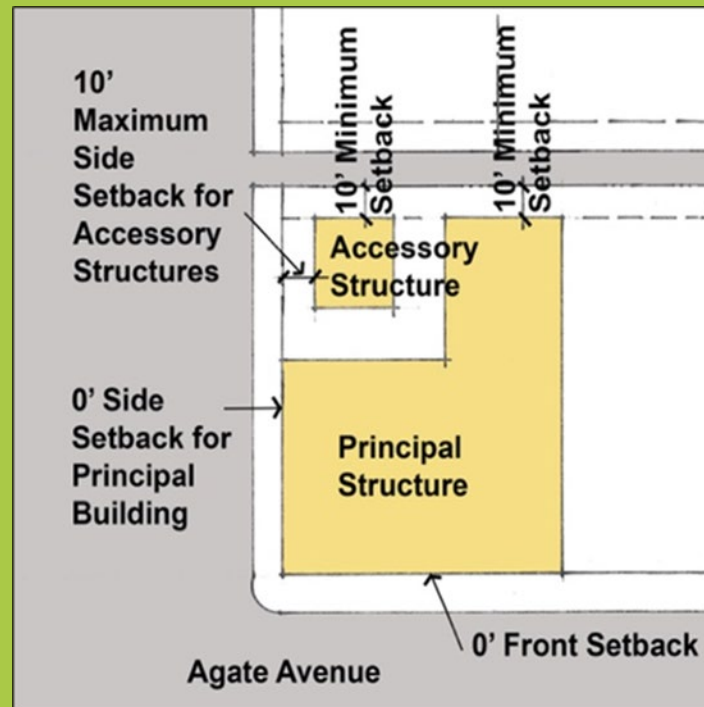 10'
Maximum
Side
Setback for
Accessory
Structures
10' Minimum
Setback
10' Minimum
Setback
Accessory
Structure
0' Side
Setback for
Principal
Building
Principal
Structure
0' Front Setback
Agate Avenue